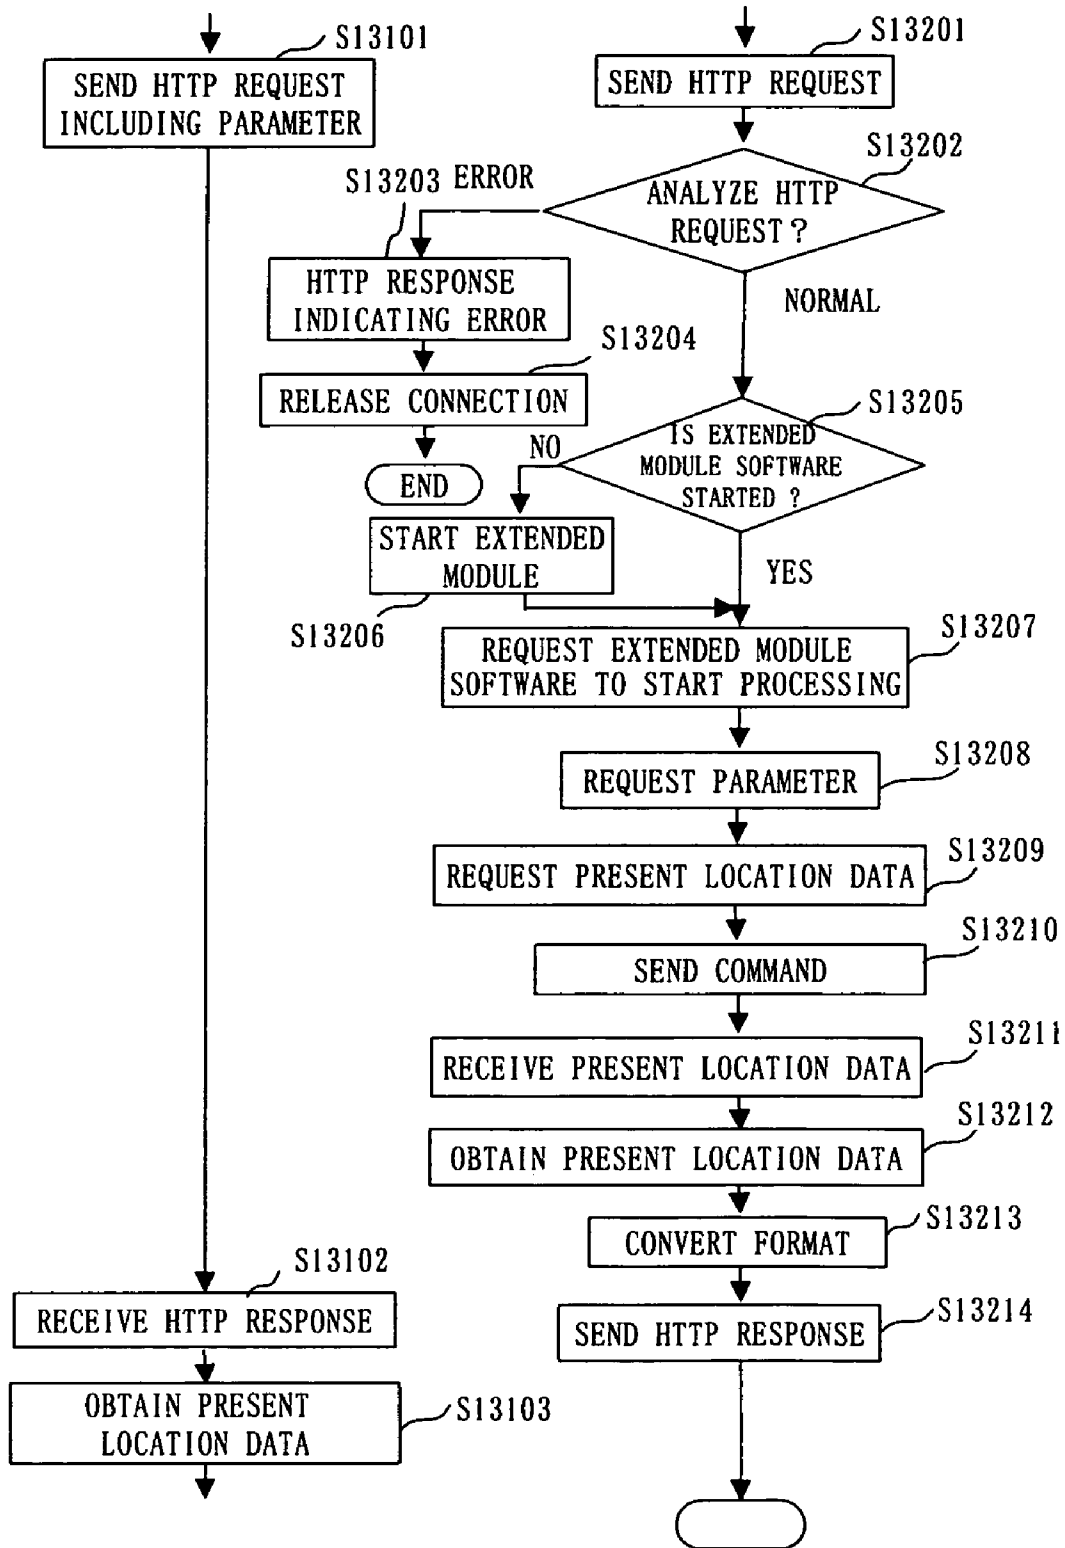 S13101
SEND HTTP REQUEST
INCLUDING PARAMETER
S13201
SEND HTTP REQUEST
S13202
ANALYZE HTTP
REQUEST?
ERROR
S13203
HTTP RESPONSE
INDICATING ERROR
NORMAL
S13204
RELEASE CONNECTION
END
S13205
IS EXTENDED
MODULE SOFTWARE
STARTED ?
NO
START EXTENDED
MODULE
S13206
YES
S13207
REQUEST EXTENDED MODULE
SOFTWARE TO START PROCESSING
S13208
REQUEST PARAMETER
S13209
REQUEST PRESENT LOCATION DATA
S13210
SEND COMMAND
S13211
RECEIVE PRESENT LOCATION DATA
S13212
OBTAIN PRESENT LOCATION DATA
S13213
CONVERT FORMAT
S13214
SEND HTTP RESPONSE
S13102
RECEIVE HTTP RESPONSE
S13103
OBTAIN PRESENT
LOCATION DATA